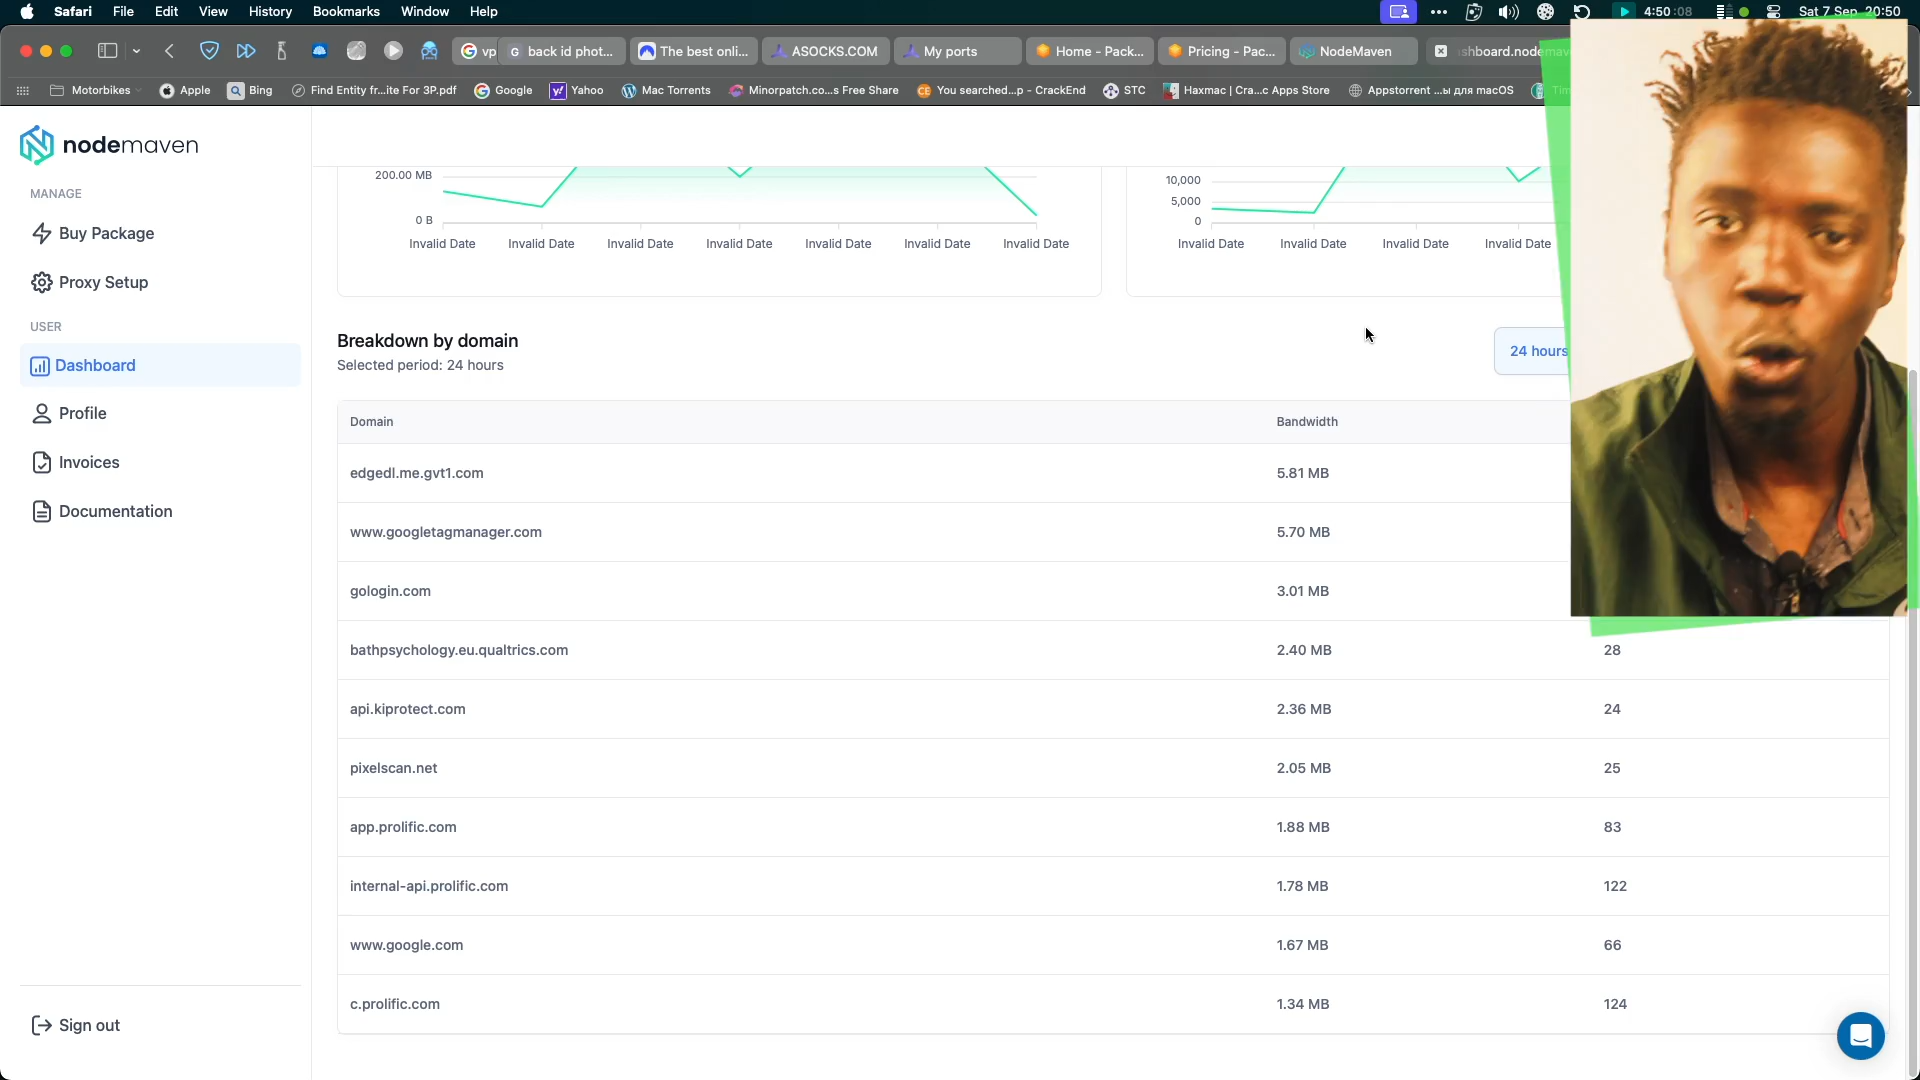 Safari File Edit View History Bookmarks Window Help 4:50:08 Sat 7 Sep 20:50
vp back id phot... The best onli... ASOCKS.COM My ports Home - Pack... Pricing - Pac... NodeMaven shboard.nodemav
Motorbikes Apple Bing Find Entity fr...ite For 3P.pdf Google Yahoo Mac Torrents Minorpatch.co...s Free Share You searched...p - CrackEnd STC Haxmac | Cra...c Apps Store Appstorrent ...ы для macOS
nodemaven
MANAGE
Buy Package
Proxy Setup
USER
Dashboard
Profile
Invoices
Documentation
Sign out
200.00 MB
0 B
Invalid Date Invalid Date Invalid Date Invalid Date Invalid Date Invalid Date Invalid Date
10,000
5,000
0
Invalid Date Invalid Date Invalid Date Invalid Date
Breakdown by domain
Selected period: 24 hours
24 hours
Domain Bandwidth
edgedl.me.gvt1.com 5.81 MB
www.googletagmanager.com 5.70 MB
gologin.com 3.01 MB
bathpsychology.eu.qualtrics.com 2.40 MB 28
api.kiprotect.com 2.36 MB 24
pixelscan.net 2.05 MB 25
app.prolific.com 1.88 MB 83
internal-api.prolific.com 1.78 MB 122
www.google.com 1.67 MB 66
c.prolific.com 1.34 MB 124